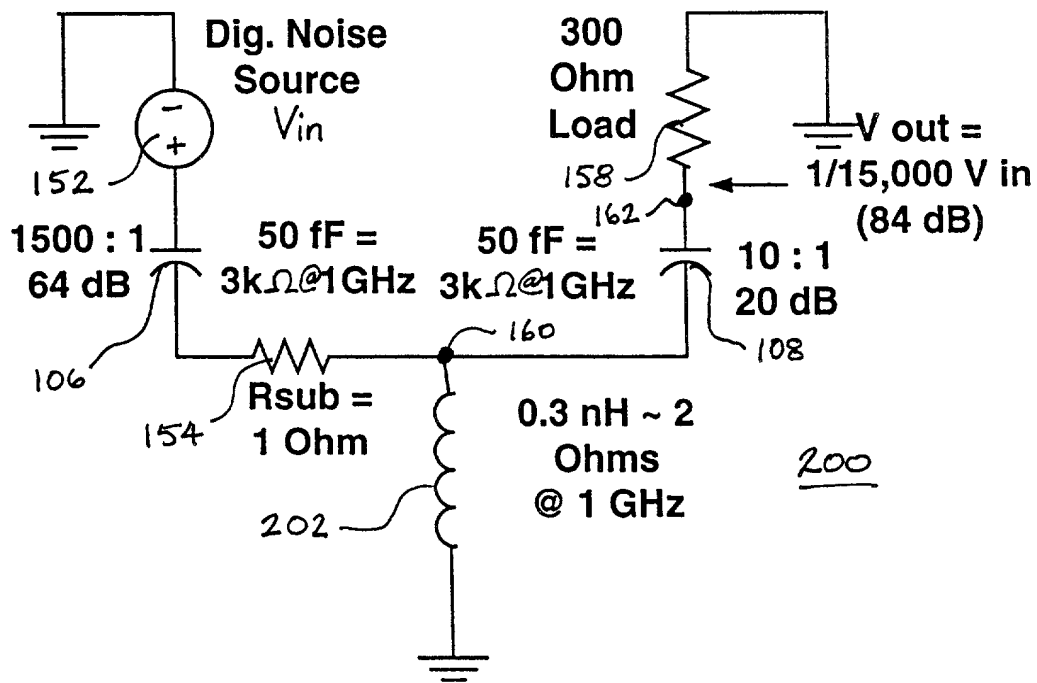 Dig. Noise
Source
Vin
152
1500 : 1
64 dB
50 fF =
3kΩ@1GHz
106
154
Rsub =
1 Ohm
300
Ohm
Load
158
162
V out =
1/15,000 V in
(84 dB)
50 fF =
3kΩ@1GHz
10 : 1
20 dB
108
160
0.3 nH ~ 2
Ohms
@ 1 GHz
202
200
-
+